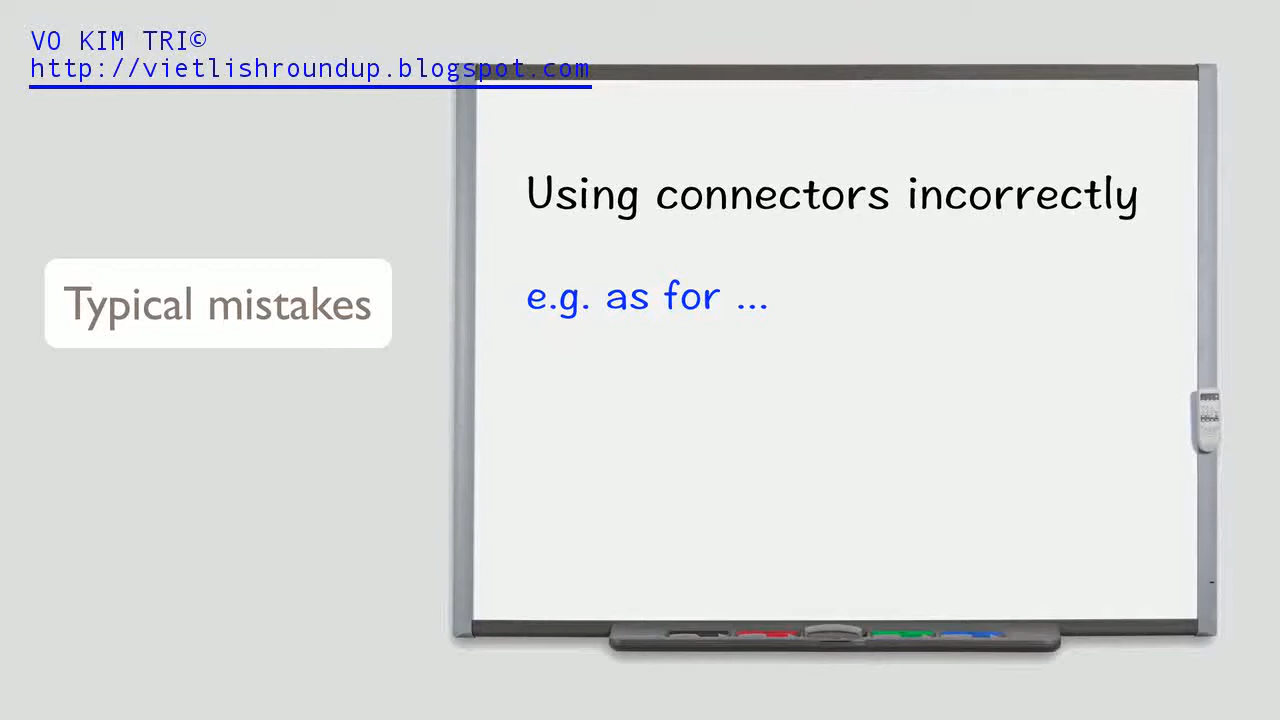 VO KIM TRI©
http://vietlishroundup.blogspot.com
Typical mistakes
Using connectors incorrectly
e.g. as for ...